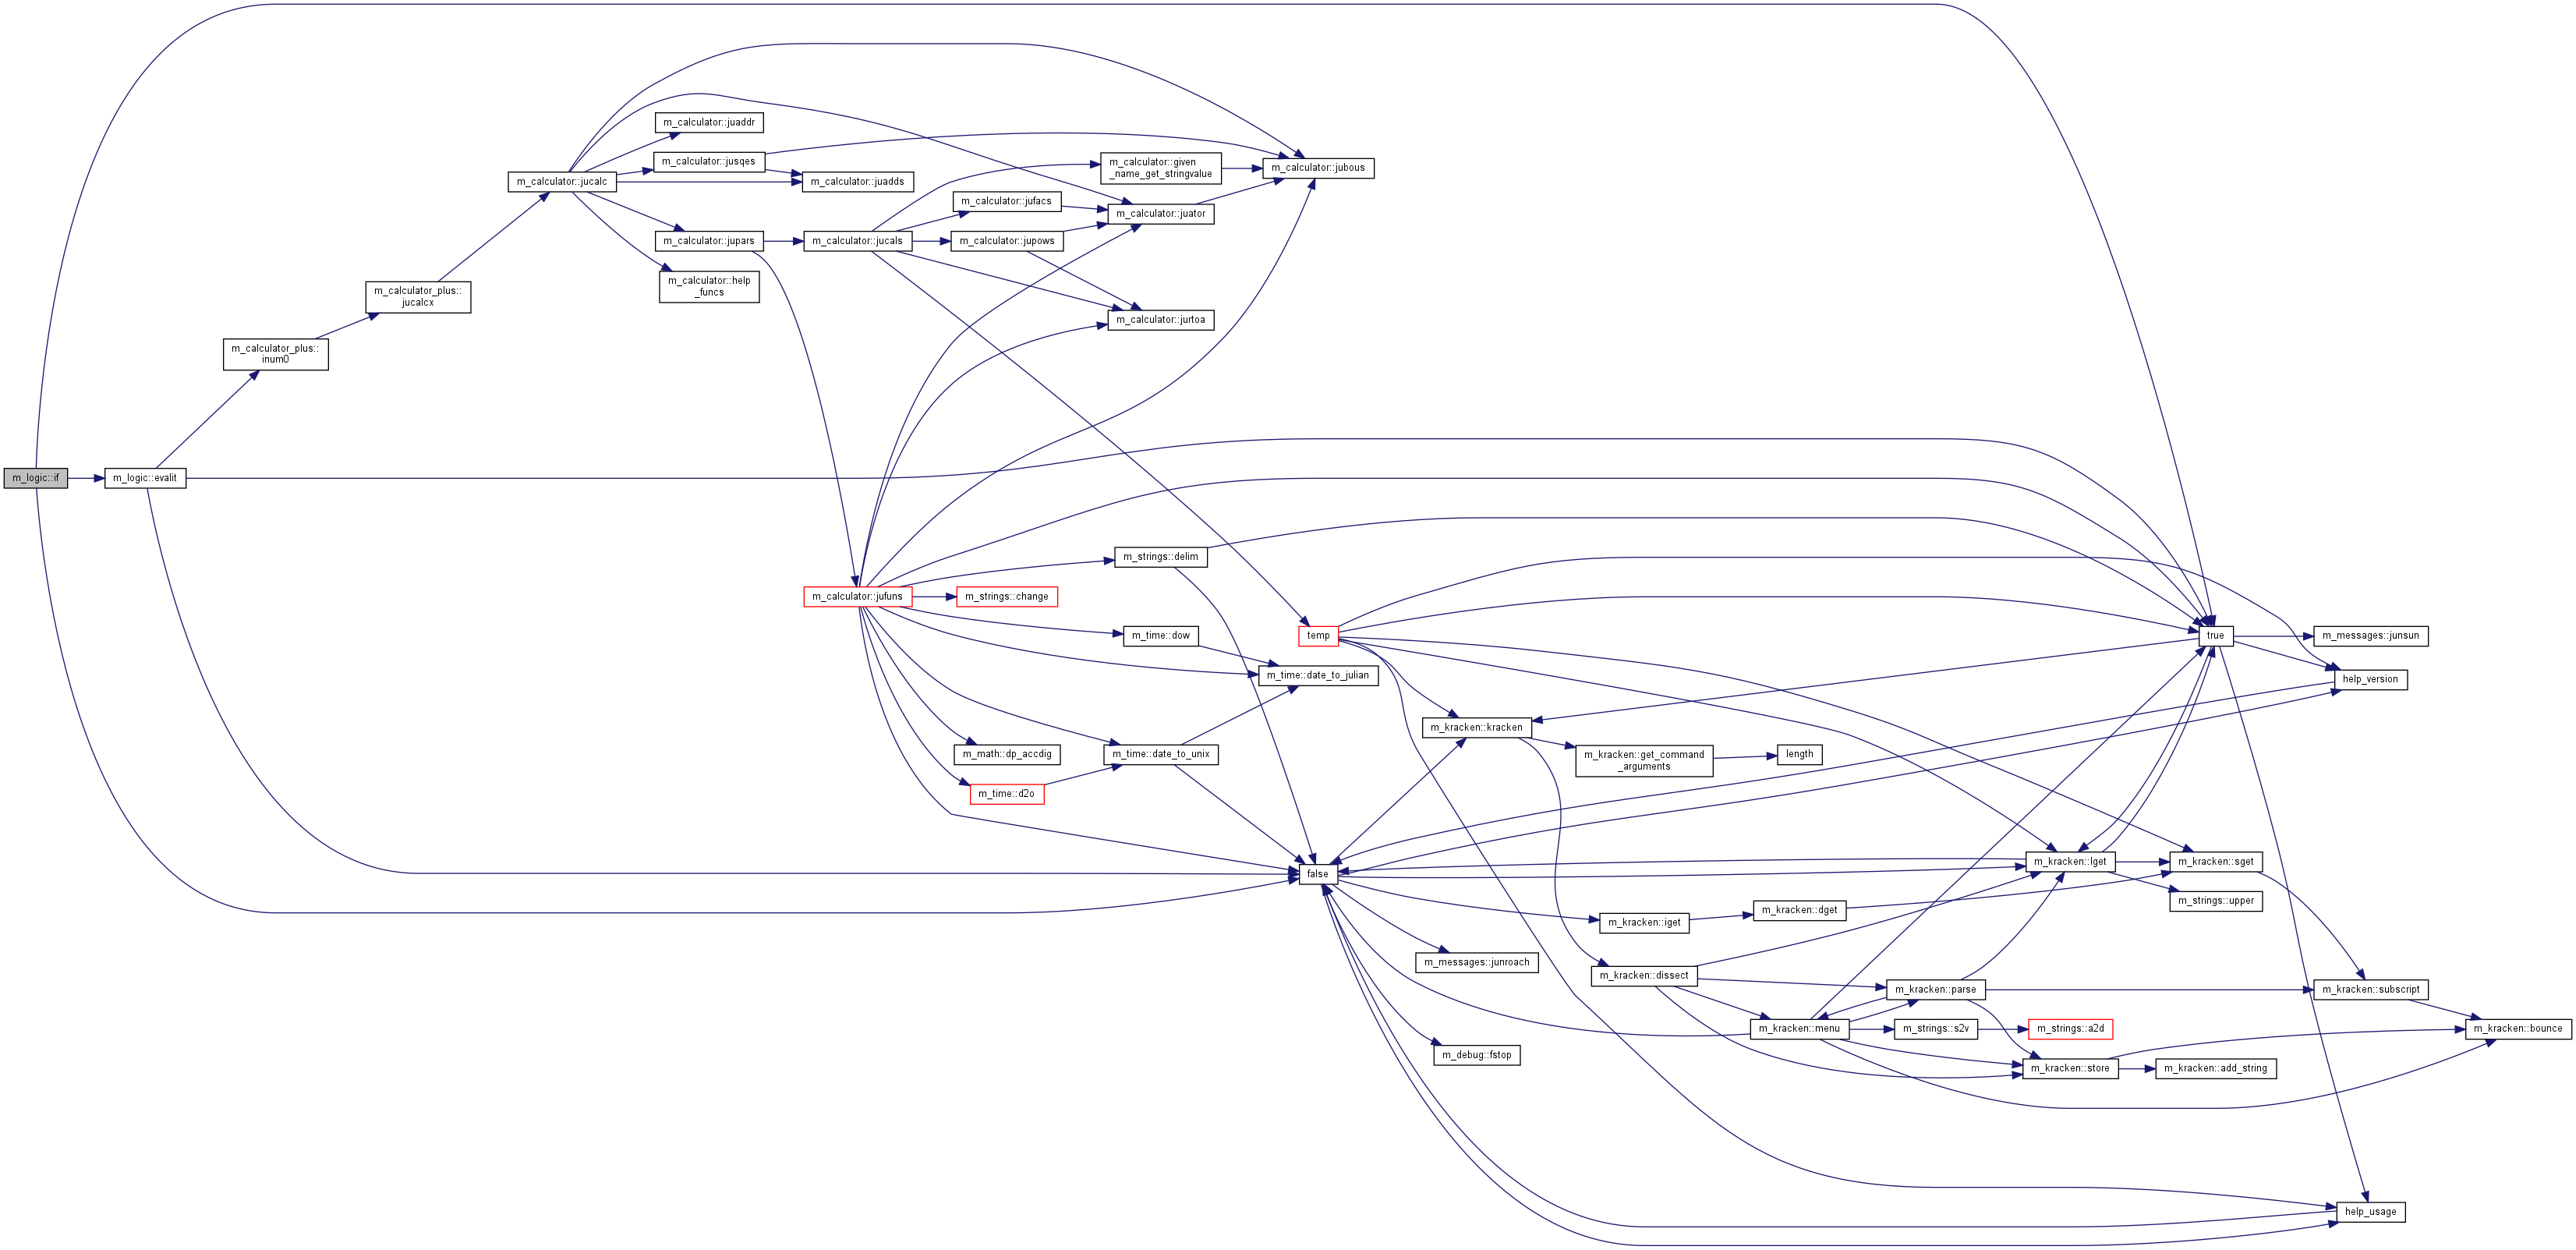 m_logic::if
m_logic::evalit
m_calculator_plus::
inum0
m_calculator_plus::
jucalcx
m_calculator::jucalc
m_calculator::juaddr
m_calculator::jusqes
m_calculator::juadds
m_calculator::jupars
m_calculator::help
_funcs
m_calculator::jucals
m_calculator::given
_name_get_stringvalue
m_calculator::jufacs
m_calculator::jupows
m_calculator::jubous
m_calculator::juator
m_calculator::jurtoa
m_calculator::jufuns
m_strings::delim
m_strings::change
m_time::dow
m_time::date_to_julian
m_math::dp_accdig
m_time::date_to_unix
m_time::d2o
temp
false
m_kracken::kracken
m_kracken::get_command
_arguments
length
m_kracken::iget
m_kracken::dget
m_messages::junroach
m_debug::fstop
m_kracken::dissect
m_kracken::menu
m_kracken::parse
m_strings::s2v
m_strings::a2d
m_kracken::store
m_kracken::add_string
m_kracken::lget
m_kracken::sget
m_strings::upper
m_kracken::subscript
m_kracken::bounce
true
m_messages::junsun
help_version
help_usage